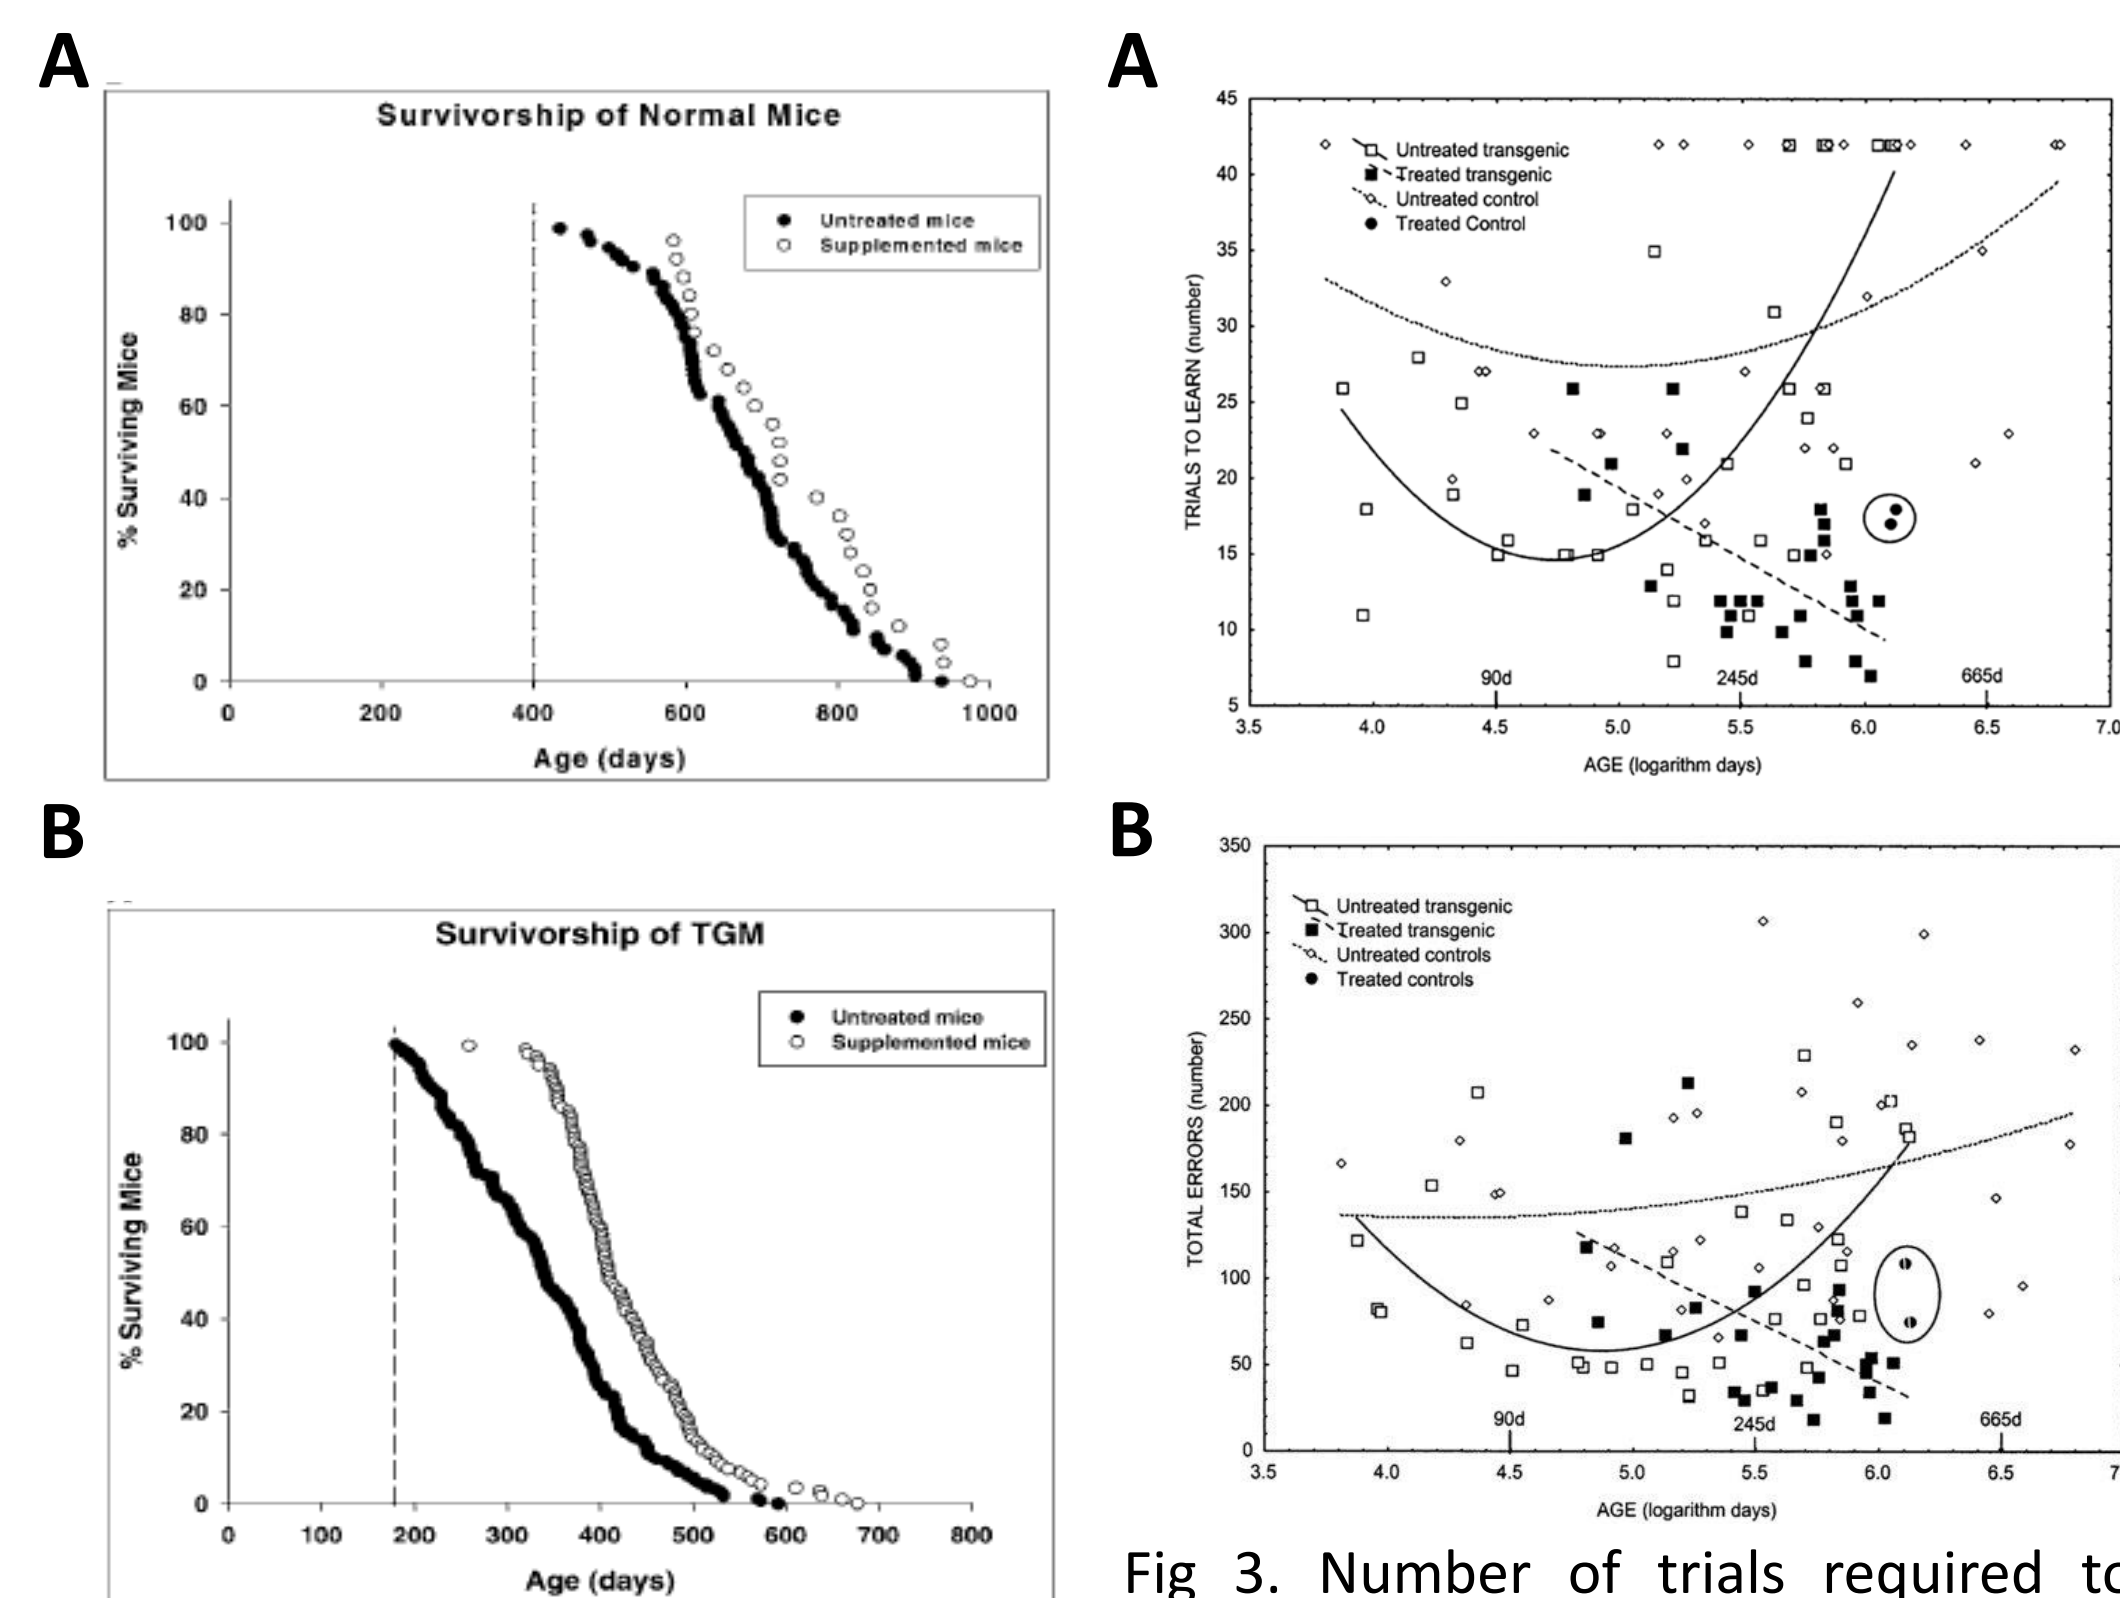 A
Survivorship of Normal Mice
Untreated mice
Supplemented mice
100
80
60
40
20
0
% Surviving Mice
0 200 400 600 800 1000
Age (days)
B
Survivorship of TGM
Untreated mice
Supplemented mice
100
80
60
40
20
0
% Surviving Mice
0 100 200 300 400 500 600 700 800
Age (days)
A
45
40
35
30
25
20
15
10
5
TRIALS TO LEARN (number)
Untreated transgenic
Treated transgenic
Untreated control
Treated Control
90d 245d 665d
3.5 4.0 4.5 5.0 5.5 6.0 6.5 7.0
AGE (logarithm days)
B
350
300
250
200
150
100
50
0
TOTAL ERRORS (number)
Untreated transgenic
Treated transgenic
Untreated controls
Treated controls
90d 245d 665d
3.5 4.0 4.5 5.0 5.5 6.0 6.5 7
AGE (logarithm days)
Fig 3. Number of trials required to